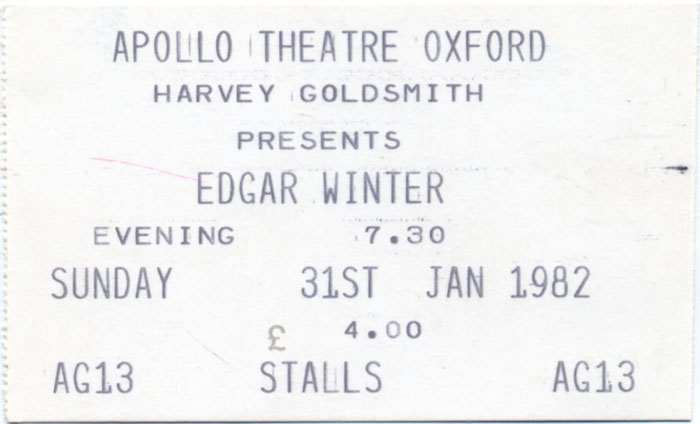 APOLLO THEATRE OXFORD
HARVEY GOLDSMITH
PRESENTS
EDGAR WINTER
EVENING 7.30
SUNDAY 31ST JAN 1982
£ 4.00
AG13 STALLS AG13